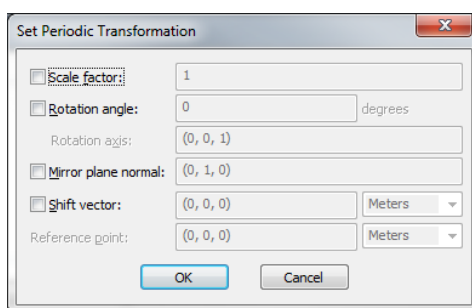 Set Periodic Transformation
Scale factor: 1
Rotation angle: 0 degrees
Rotation axis: (0, 0, 1)
Mirror plane normal: (0, 1, 0)
Shift vector: (0, 0, 0) Meters
Reference point: (0, 0, 0) Meters
OK Cancel